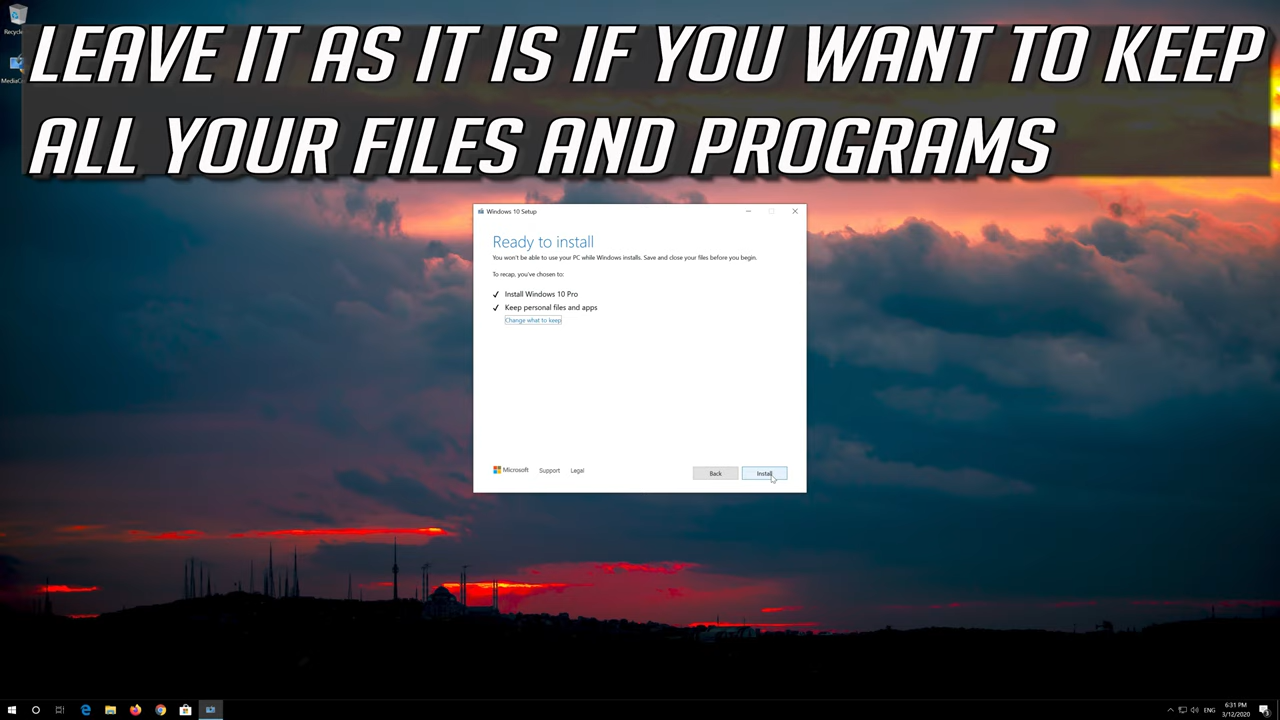 LEAVE IT AS IT IS IF YOU WANT TO KEEP
ALL YOUR FILES AND PROGRAMS
Windows 10 Setup
Ready to install
You won't be able to use your PC while Windows installs. Save and close your files before you begin.
To recap, you've chosen to:
✓ Install Windows 10 Pro
✓ Keep personal files and apps
Change what to keep
Microsoft Support Legal
Back Install
ENG
6:31 PM
3/12/2020